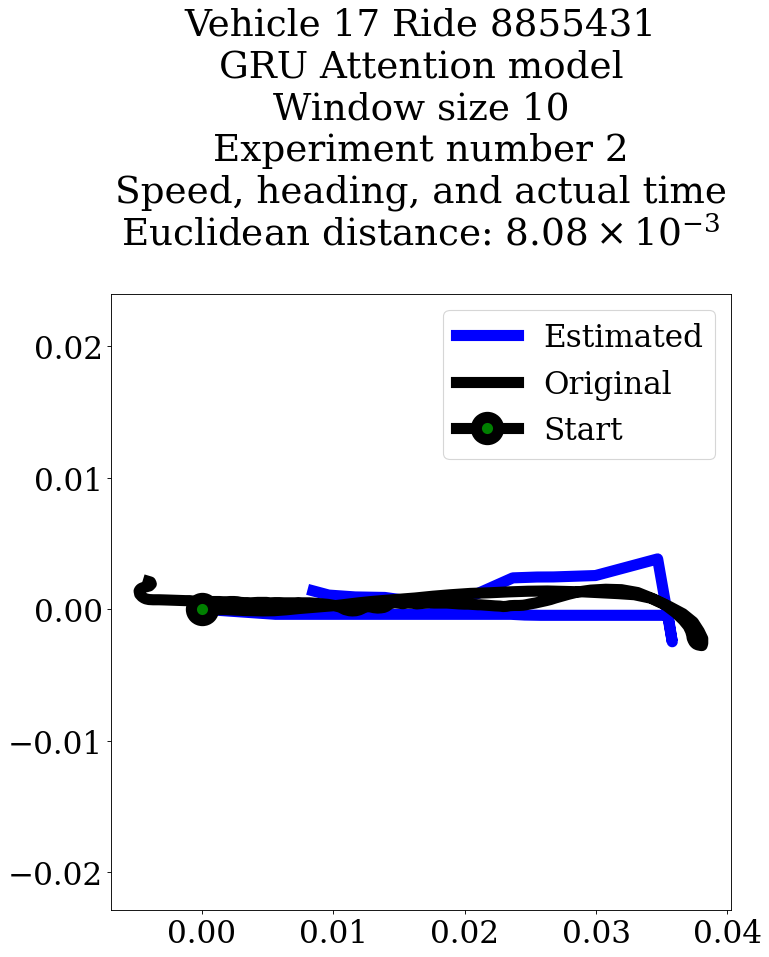 Vehicle 17 Ride 8855431
GRU Attention model
Window size 10
Experiment number 2
Speed, heading, and actual time
Euclidean distance: 8.08 × 10⁻³
Estimated
Original
Start
0.02
0.01
0.00
−0.01
−0.02
0.00 0.01 0.02 0.03 0.04